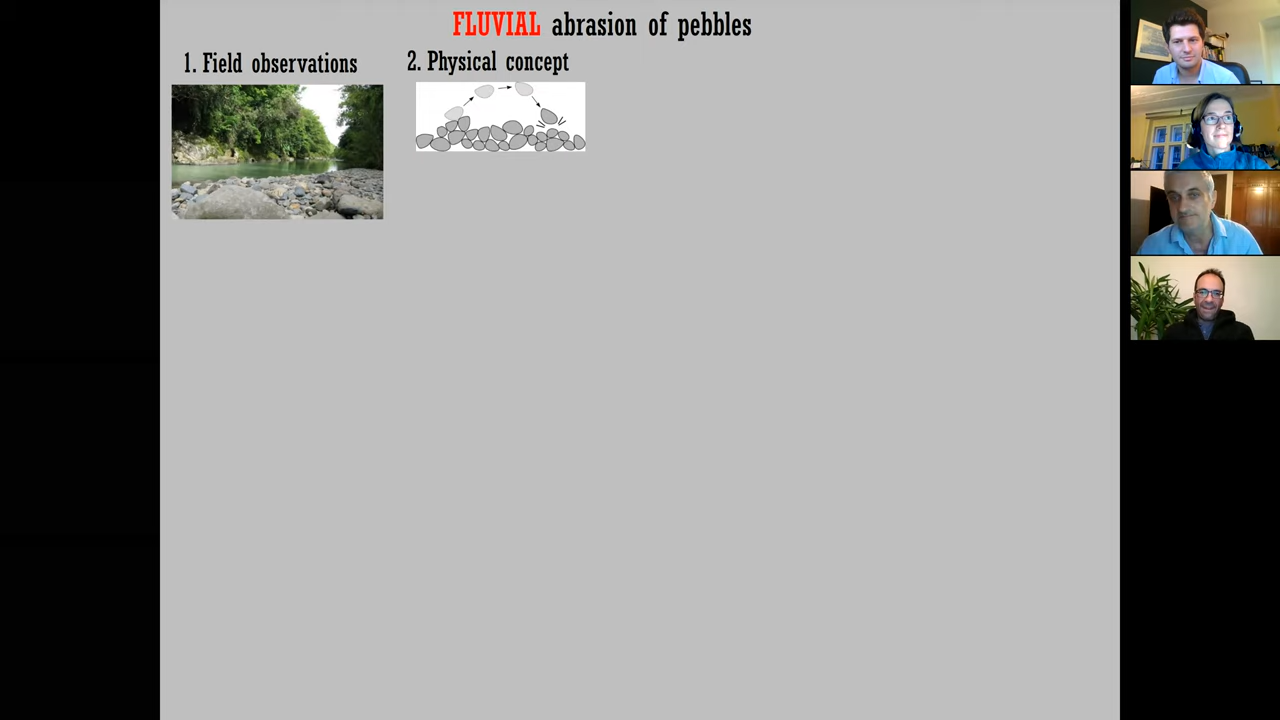 FLUVIAL abrasion of pebbles
1. Field observations
2. Physical concept